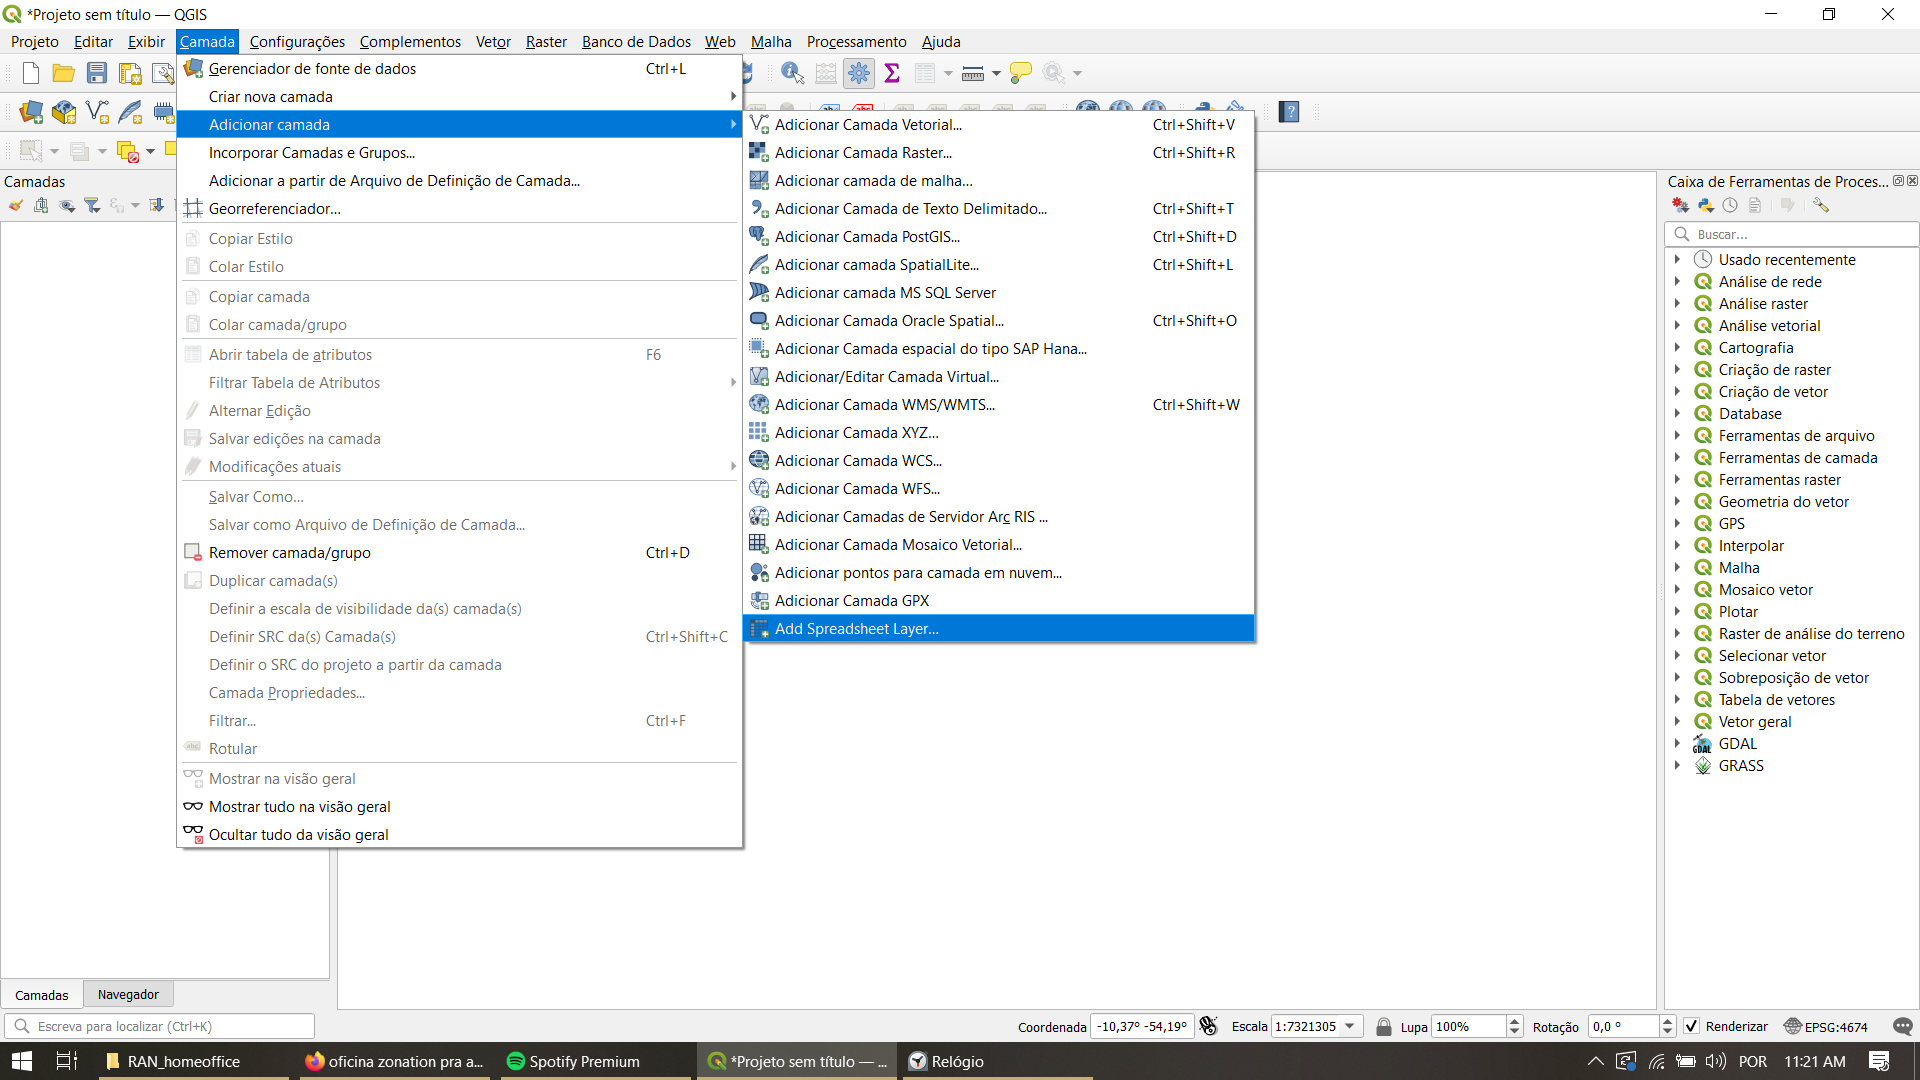 *Projeto sem título — QGIS
Projeto Editar Exibir Camada Configurações Complementos Vetor Raster Banco de Dados Web Malha Processamento Ajuda
Gerenciador de fonte de dados Ctrl+L
Criar nova camada
Adicionar camada
Incorporar Camadas e Grupos...
Adicionar a partir de Arquivo de Definição de Camada...
Georreferenciador...
Copiar Estilo
Colar Estilo
Copiar camada
Colar camada/grupo
Abrir tabela de atributos F6
Filtrar Tabela de Atributos
Alternar Edição
Salvar edições na camada
Modificações atuais
Salvar Como...
Salvar como Arquivo de Definição de Camada...
Remover camada/grupo Ctrl+D
Duplicar camada(s)
Definir a escala de visibilidade da(s) camada(s)
Definir SRC da(s) Camada(s) Ctrl+Shift+C
Definir o SRC do projeto a partir da camada
Camada Propriedades...
Filtrar... Ctrl+F
Rotular
Mostrar na visão geral
Mostrar tudo na visão geral
Ocultar tudo da visão geral
Adicionar Camada Vetorial... Ctrl+Shift+V
Adicionar Camada Raster... Ctrl+Shift+R
Adicionar camada de malha...
Adicionar Camada de Texto Delimitado... Ctrl+Shift+T
Adicionar Camada PostGIS... Ctrl+Shift+D
Adicionar camada SpatialLite... Ctrl+Shift+L
Adicionar camada MS SQL Server
Adicionar Camada Oracle Spatial... Ctrl+Shift+O
Adicionar Camada espacial do tipo SAP Hana...
Adicionar/Editar Camada Virtual...
Adicionar Camada WMS/WMTS... Ctrl+Shift+W
Adicionar Camada XYZ...
Adicionar Camada WCS...
Adicionar Camada WFS...
Adicionar Camadas de Servidor Arc RIS ...
Adicionar Camada Mosaico Vetorial...
Adicionar pontos para camada em nuvem...
Adicionar Camada GPX
Add Spreadsheet Layer...
Camadas
Caixa de Ferramentas de Proces...
Buscar...
Usado recentemente
Análise de rede
Análise raster
Análise vetorial
Cartografia
Criação de raster
Criação de vetor
Database
Ferramentas de arquivo
Ferramentas de camada
Ferramentas raster
Geometria do vetor
GPS
Interpolar
Malha
Mosaico vetor
Plotar
Raster de análise do terreno
Selecionar vetor
Sobreposição de vetor
Tabela de vetores
Vetor geral
GDAL
GRASS
Camadas Navegador
Escreva para localizar (Ctrl+K)
Coordenada -10,37° -54,19° Escala 1:7321305 Lupa 100% Rotação 0,0 ° Renderizar EPSG:4674
RAN_homeoffice oficina zonation pra a... Spotify Premium *Projeto sem título — ... Relógio POR 11:21 AM